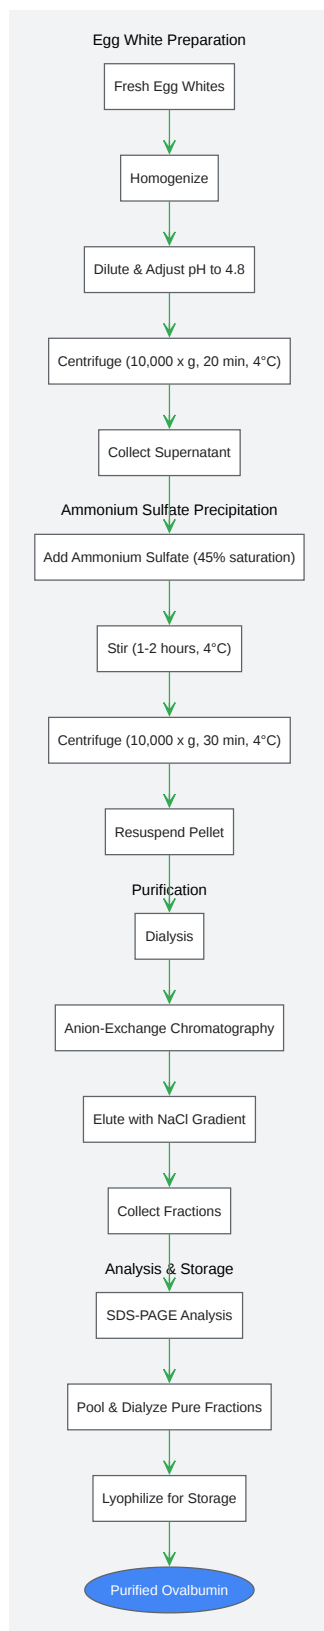 Egg White Preparation
Fresh Egg Whites
Homogenize
Dilute & Adjust pH to 4.8
Centrifuge (10,000 x g, 20 min, 4°C)
Collect Supernatant
Ammonium Sulfate Precipitation
Add Ammonium Sulfate (45% saturation)
Stir (1-2 hours, 4°C)
Centrifuge (10,000 x g, 30 min, 4°C)
Resuspend Pellet
Purification
Dialysis
Anion-Exchange Chromatography
Elute with NaCl Gradient
Collect Fractions
Analysis & Storage
SDS-PAGE Analysis
Pool & Dialyze Pure Fractions
Lyophilize for Storage
Purified Ovalbumin